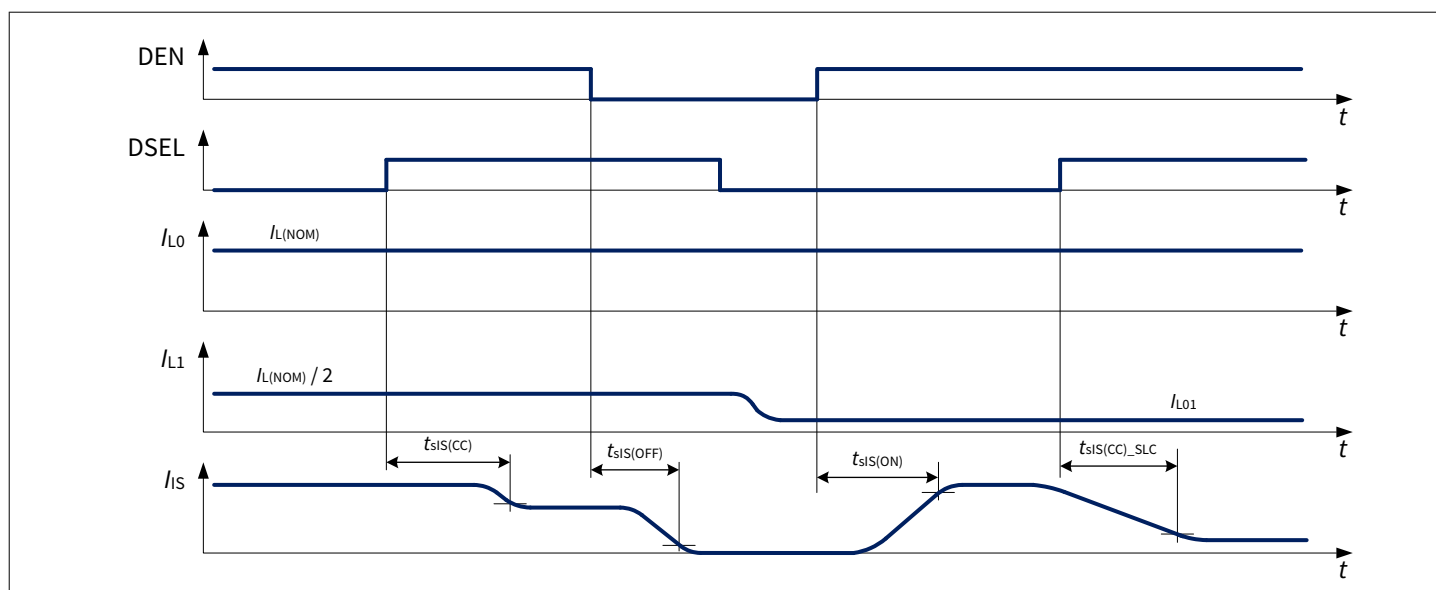 DEN
t
DSEL
t
IL0
IL(NOM)
t
IL1
IL(NOM) / 2
IL01
t
tsIS(CC)
tsIS(OFF)
tsIS(ON)
tsIS(CC)_SLC
IIS
t